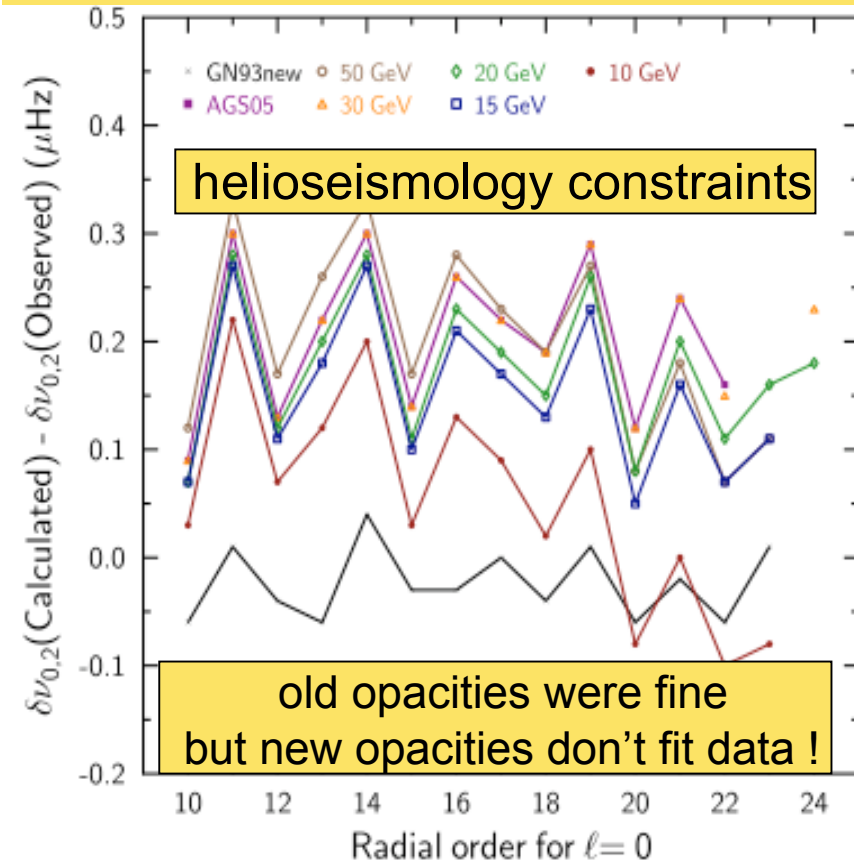 0.5
GN93new 50 GeV 20 GeV 10 GeV
AGS05 30 GeV 15 GeV
0.4
helioseismology constraints
0.3
0.2
0.1
0.0
-0.1
-0.2
δν₀,₂(Calculated) - δν₀,₂(Observed) (μHz)
old opacities were fine
but new opacities don't fit data !
10 12 14 16 18 20 22 24
Radial order for ℓ= 0